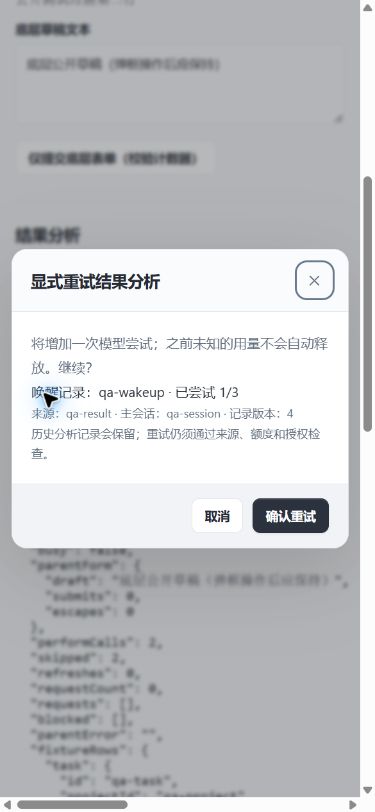 底层草稿文本
底层公开草稿（弹框操作后应保持）
仅提交底层表单（校验计数器）
结果分析
显式重试结果分析
将增加一次模型尝试；之前未知的用量不会自动释
放。继续？
唤醒记录：qa-wakeup · 已尝试 1/3
来源：qa-result · 主会话：qa-session · 记录版本：4
历史分析记录会保留；重试仍须通过来源、额度和授权检
查。
取消 确认重试
"busy": false,
"parentForm": {
"draft": "底层公开草稿（弹框操作后应保持）",
"submits": 0,
"escapes": 0
},
"performCalls": 2,
"skipped": 2,
"refreshes": 0,
"requestCount": 0,
"requests": [],
"blocked": [],
"parentError": "",
"fixtureRows": {
"task": {
"id": "qa-task",